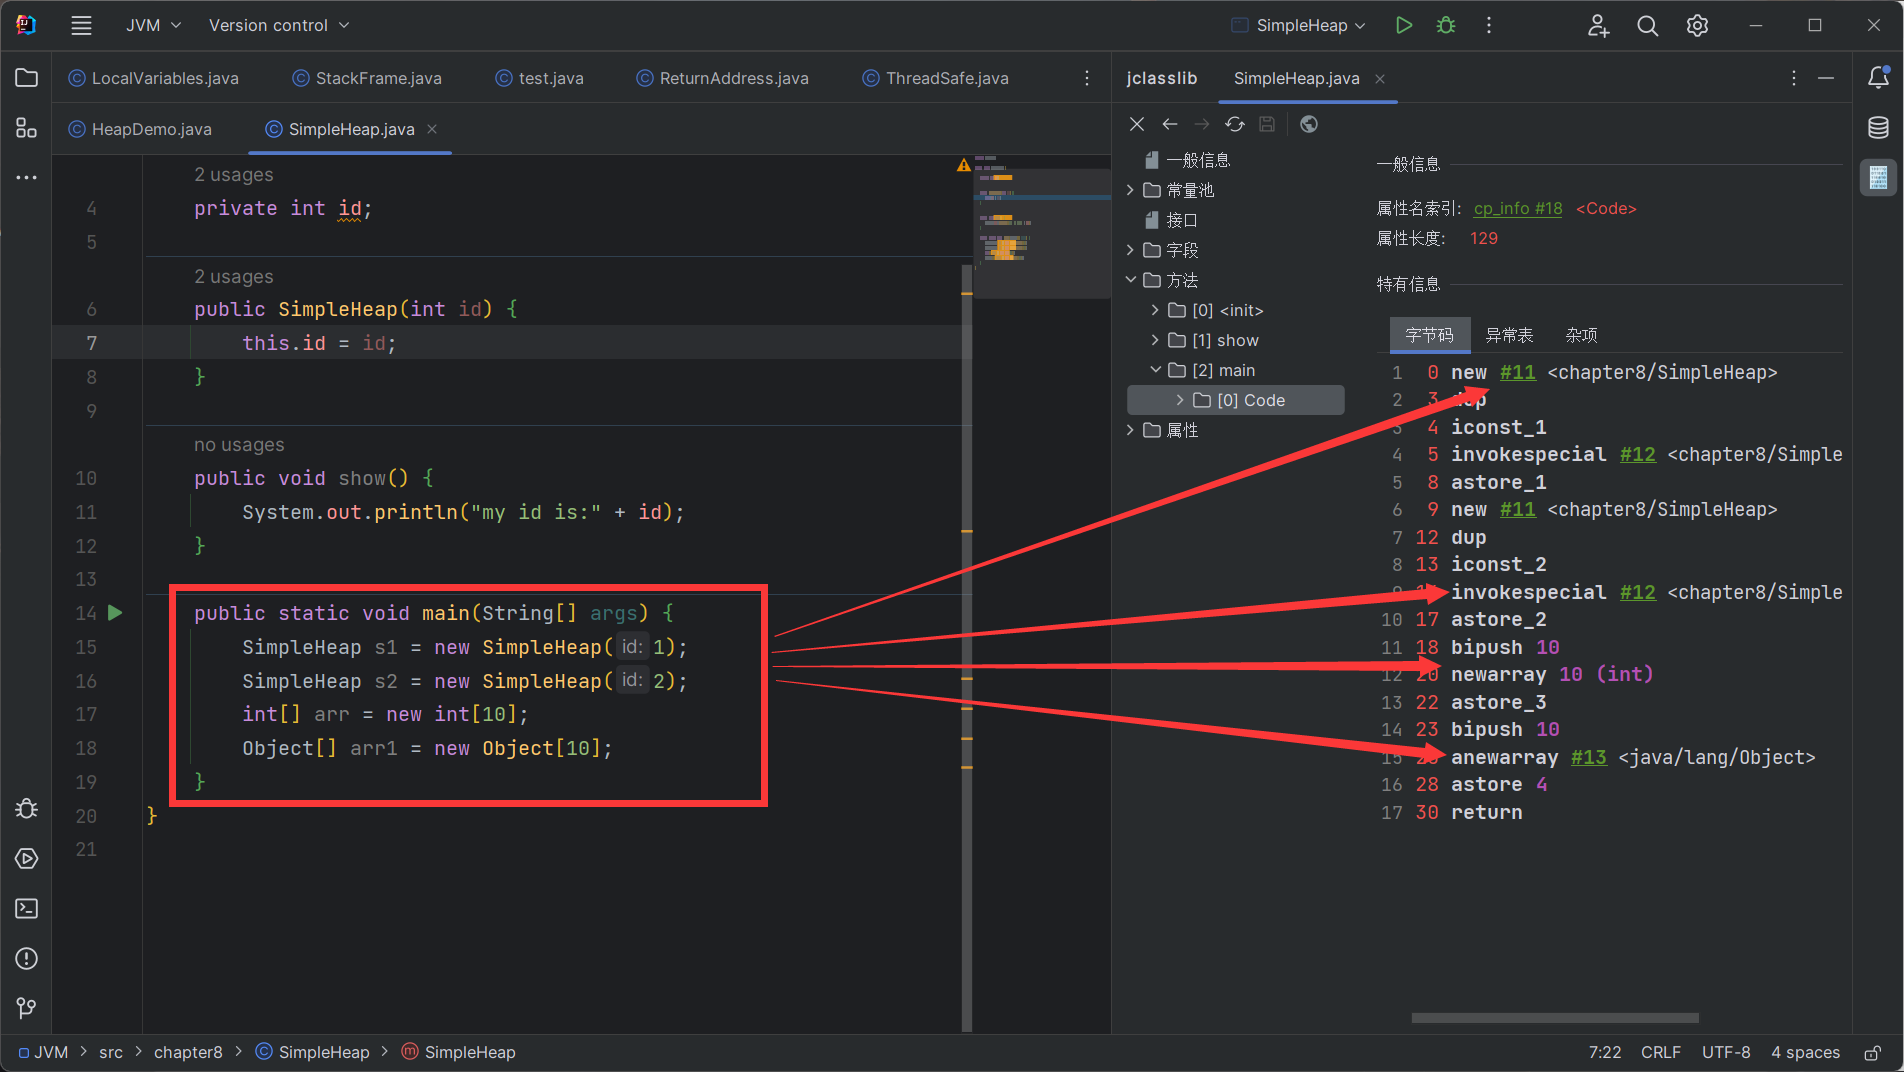 JVM Version control SimpleHeap
LocalVariables.java StackFrame.java test.java ReturnAddress.java ThreadSafe.java
HeapDemo.java SimpleHeap.java
2 usages
4 private int id;
5
2 usages
6 public SimpleHeap(int id) {
7 this.id = id;
8 }
9
no usages
10 public void show() {
11 System.out.println("my id is:" + id);
12 }
13
14 public static void main(String[] args) {
15 SimpleHeap s1 = new SimpleHeap( id: 1);
16 SimpleHeap s2 = new SimpleHeap( id: 2);
17 int[] arr = new int[10];
18 Object[] arr1 = new Object[10];
19 }
20 }
21
jclasslib SimpleHeap.java
一般信息
常量池
接口
字段
方法
[0] <init>
[1] show
[2] main
[0] Code
属性
一般信息
属性名索引: cp_info #18 <Code>
属性长度: 129
特有信息
字节码 异常表 杂项
1 0 new #11 <chapter8/SimpleHeap>
2 3 dup
3 4 iconst_1
4 5 invokespecial #12 <chapter8/Simple
5 8 astore_1
6 9 new #11 <chapter8/SimpleHeap>
7 12 dup
8 13 iconst_2
9 invokespecial #12 <chapter8/Simple
10 17 astore_2
11 18 bipush 10
12 20 newarray 10 (int)
13 22 astore_3
14 23 bipush 10
15 anewarray #13 <java/lang/Object>
16 28 astore 4
17 30 return
JVM > src > chapter8 > SimpleHeap > SimpleHeap
7:22 CRLF UTF-8 4 spaces